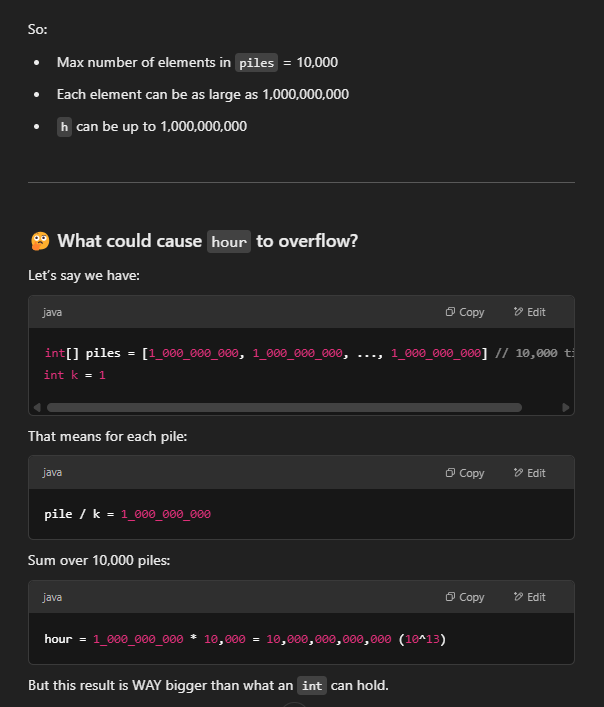 So:
Max number of elements in piles = 10,000
Each element can be as large as 1,000,000,000
h can be up to 1,000,000,000
🤔 What could cause hour to overflow?
Let's say we have:
java Copy Edit
int[] piles = [1_000_000_000, 1_000_000_000, ..., 1_000_000_000] // 10,000 ti
int k = 1
That means for each pile:
java Copy Edit
pile / k = 1_000_000_000
Sum over 10,000 piles:
java Copy Edit
hour = 1_000_000_000 * 10,000 = 10,000,000,000,000 (10^13)
But this result is WAY bigger than what an int can hold.